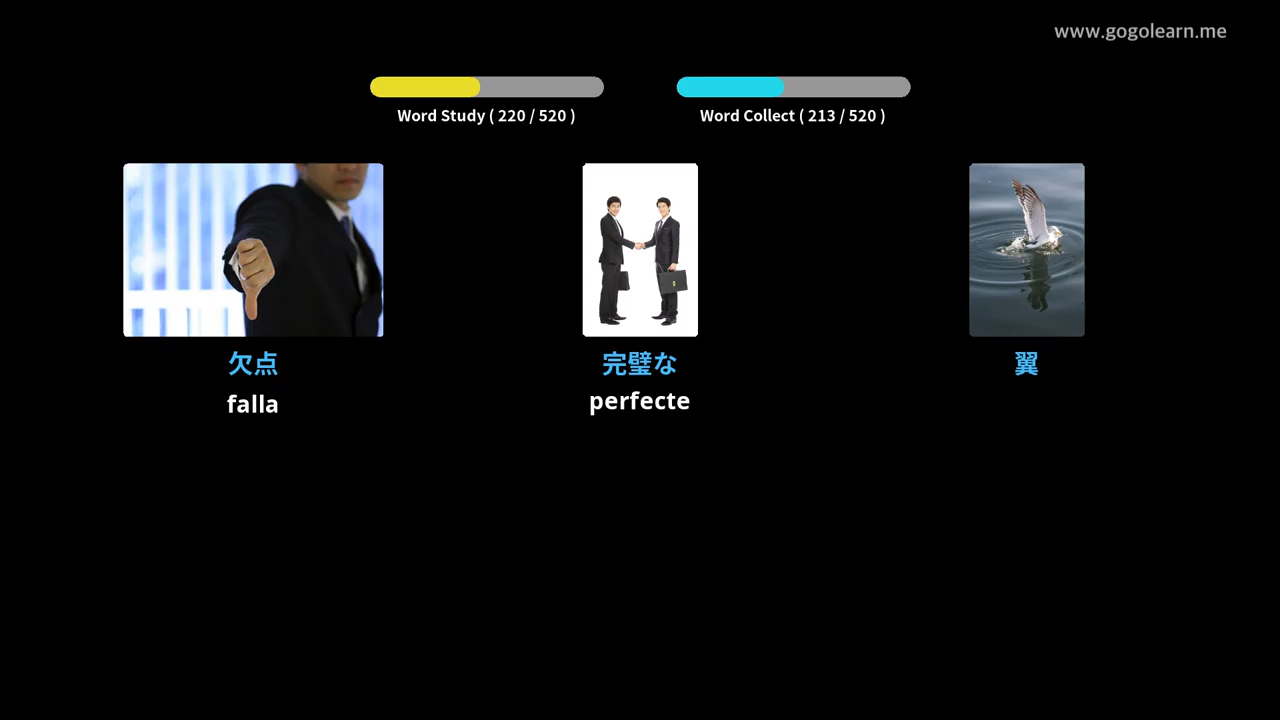 www.gogolearn.me
Word Study ( 220 / 520 )
Word Collect ( 213 / 520 )
欠点
完璧な
翼
falla
perfecte